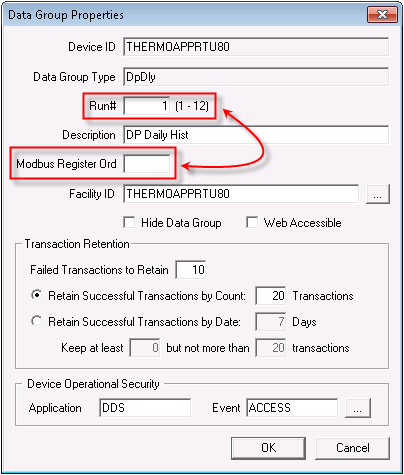 Data Group Properties
Device ID THERMOAPPRTU80
Data Group Type DpDly
Run# 1 (1 - 12)
Description DP Daily Hist
Modbus Register Ord
Facility ID THERMOAPPRTU80 ...
Hide Data Group Web Accessible
Transaction Retention
Failed Transactions to Retain 10
Retain Successful Transactions by Count: 20 Transactions
Retain Successful Transactions by Date: 7 Days
Keep at least 0 but not more than 20 transactions
Device Operational Security
Application DDS Event ACCESS ...
OK Cancel